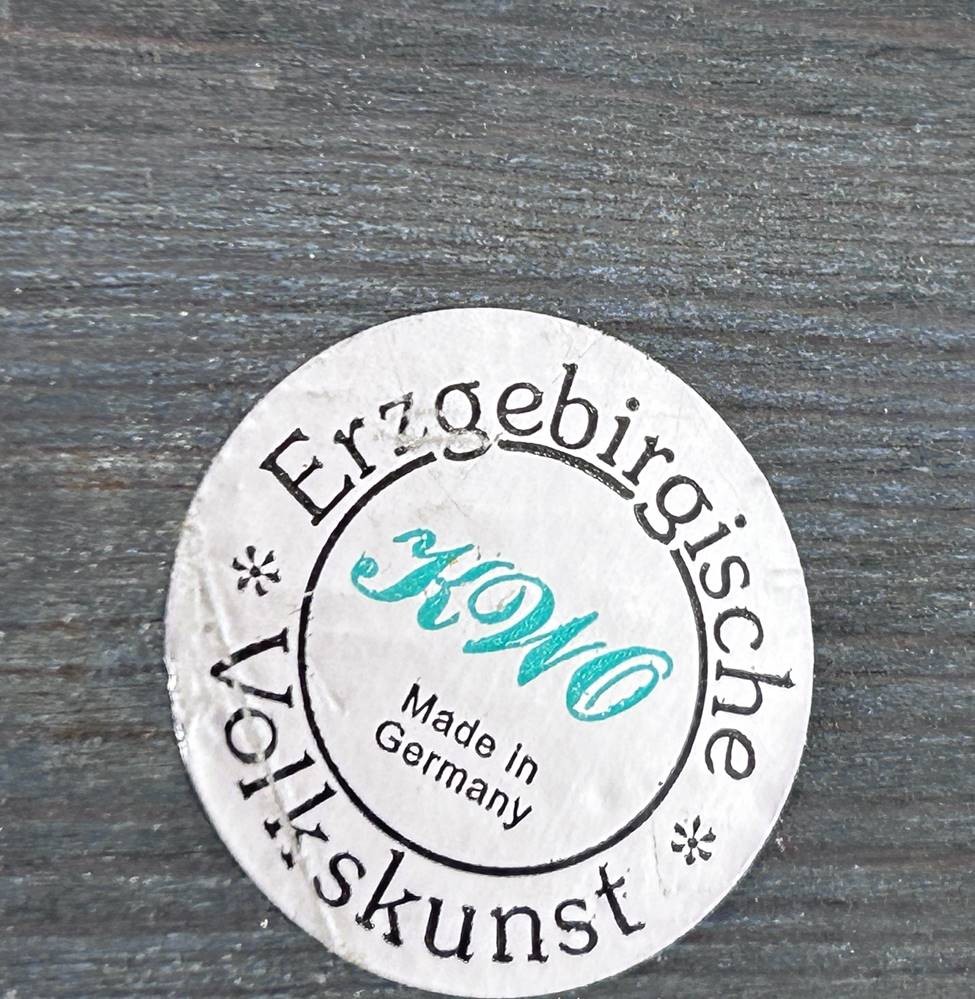 Erzgebirgische
KWO
Made in
Germany
* Volkskunst *